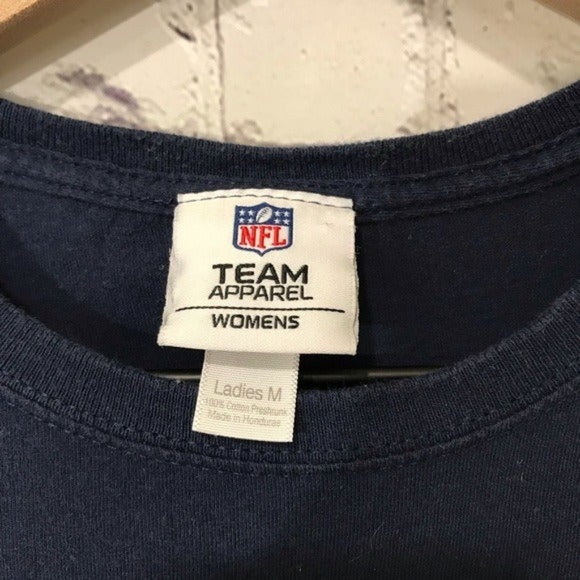 NFL
TEAM
APPAREL
WOMENS
Ladies M
100% Cotton Preshrunk
Made in Honduras